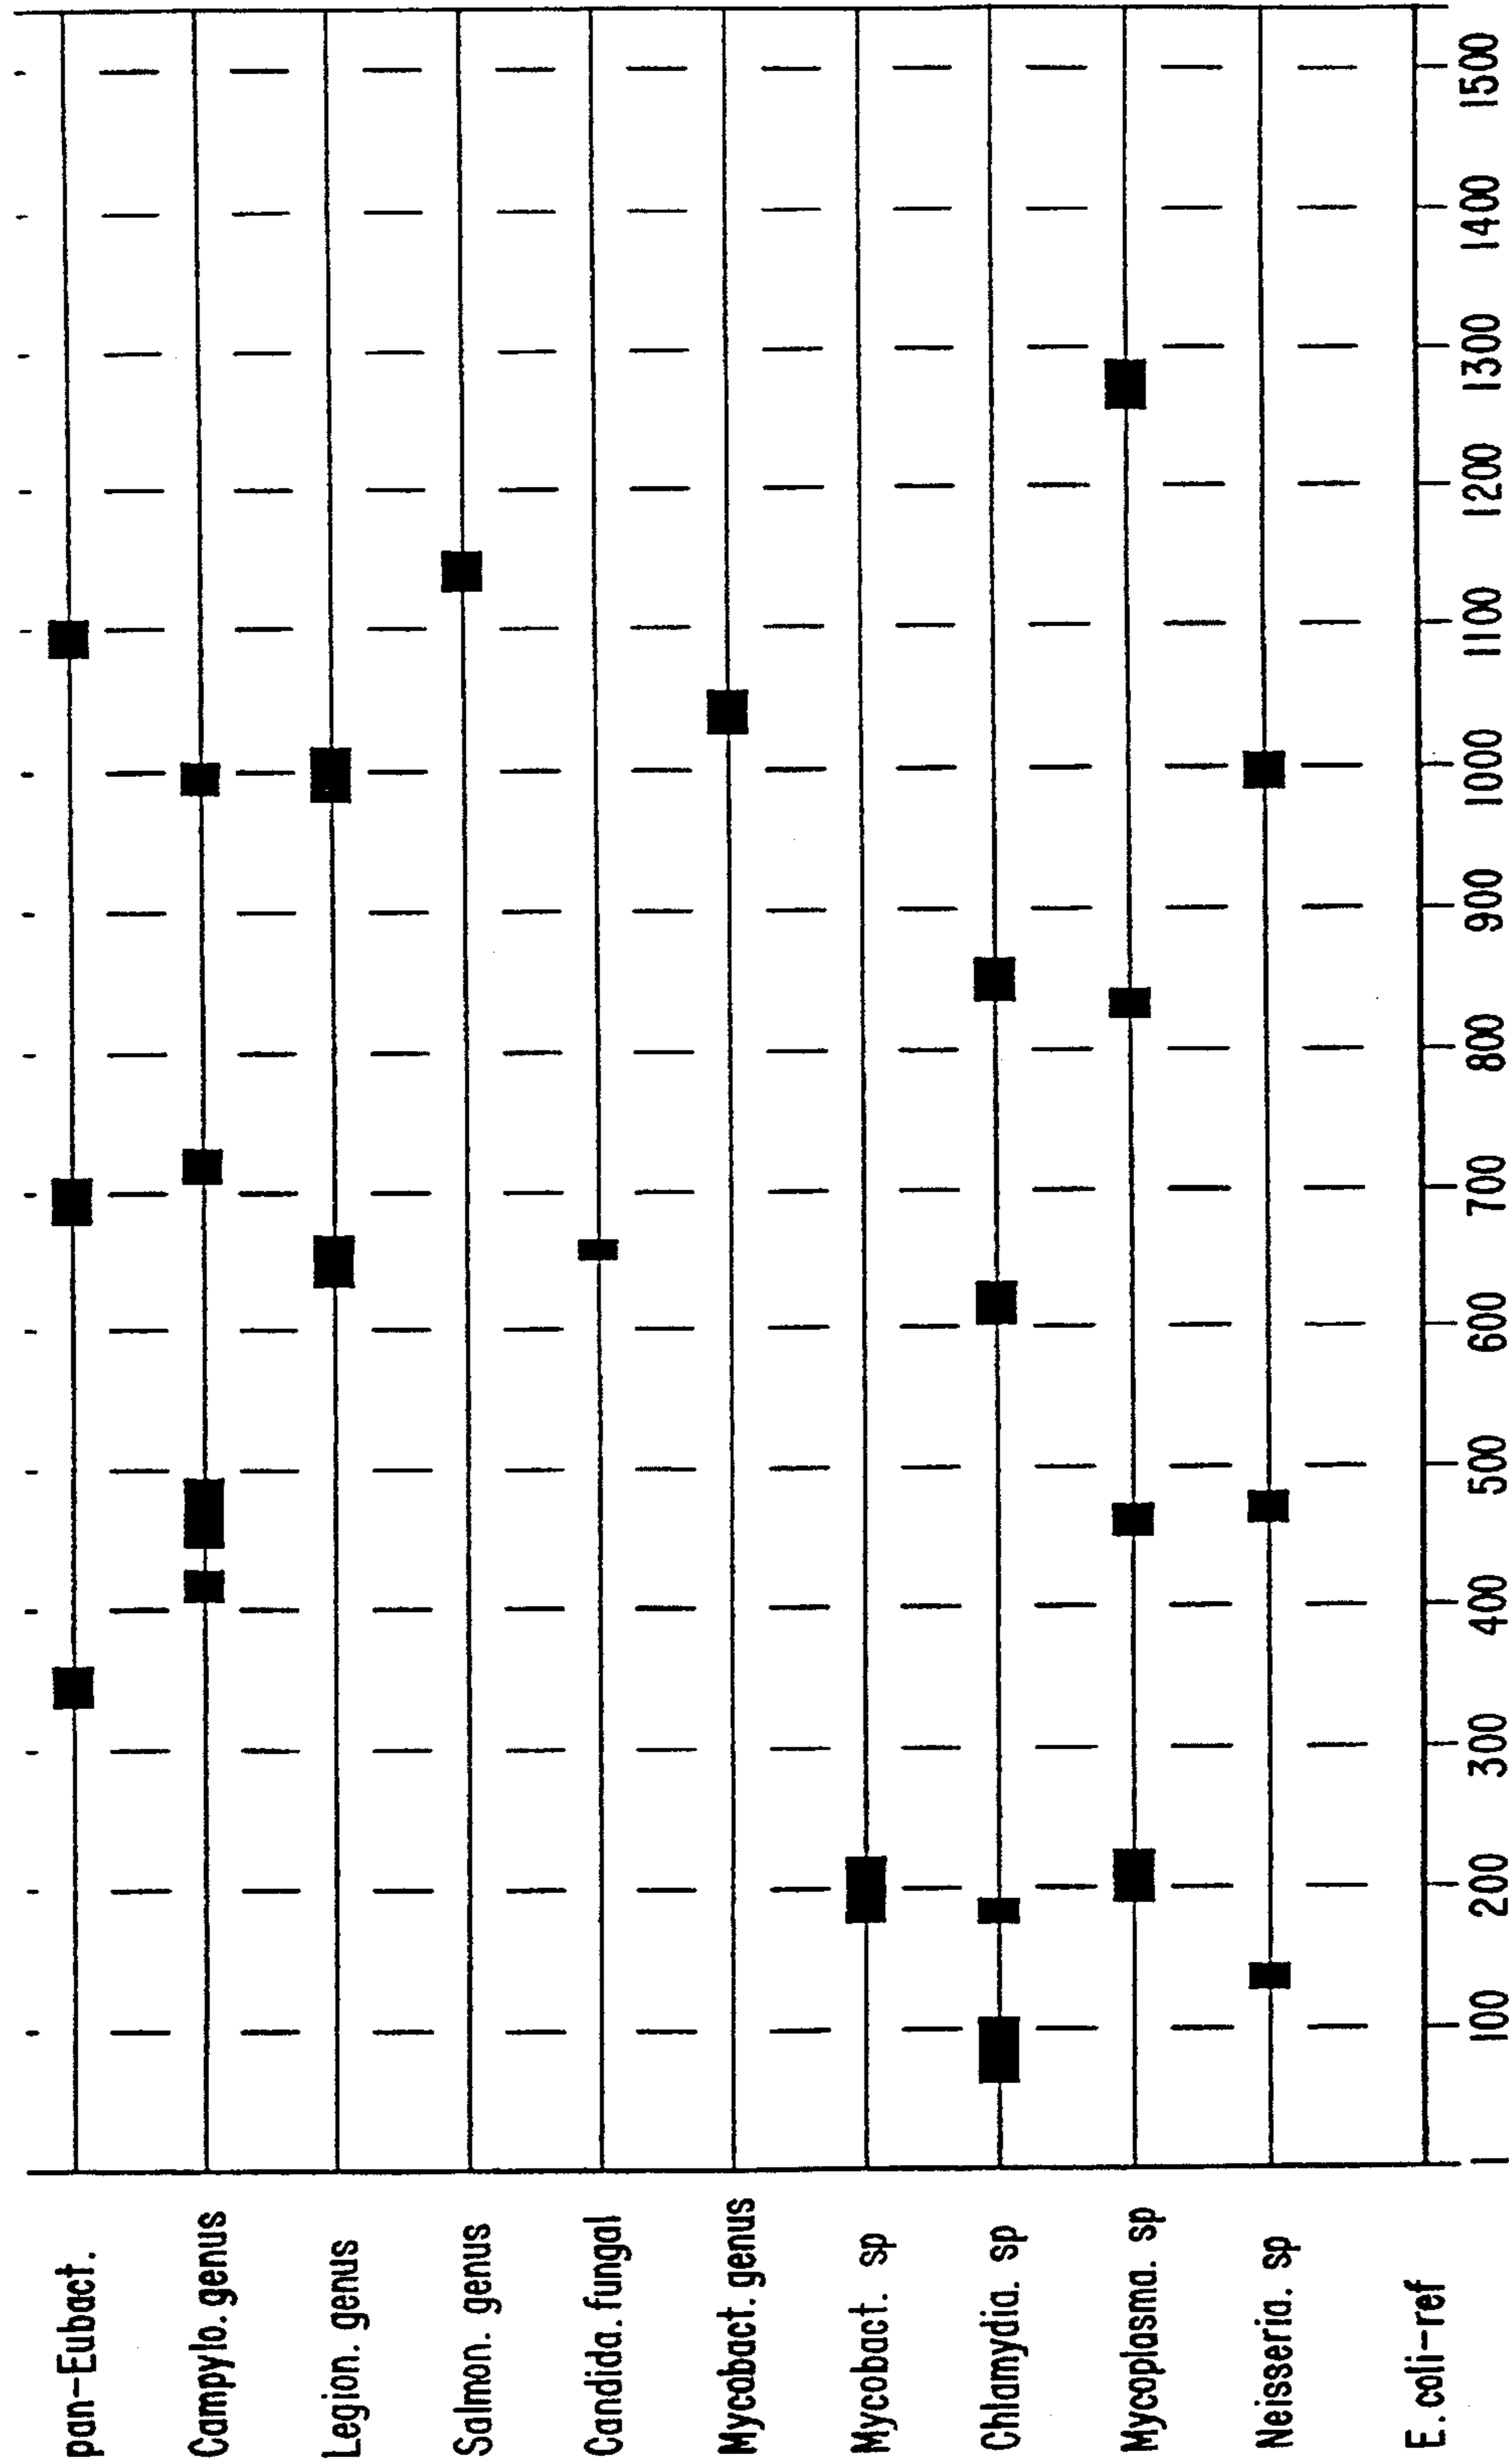 pan-Eubact.
Campylo. genus
Legion. genus
Salmon. genus
Candida. fungal
Mycobact. genus
Mycobact. sp
Chlamydia. sp
Mycoplasma. sp
Neisseria. sp
E.coli-ref
1 100 200 300 400 500 600 700 800 900 1000 1100 1200 1300 1400 1500